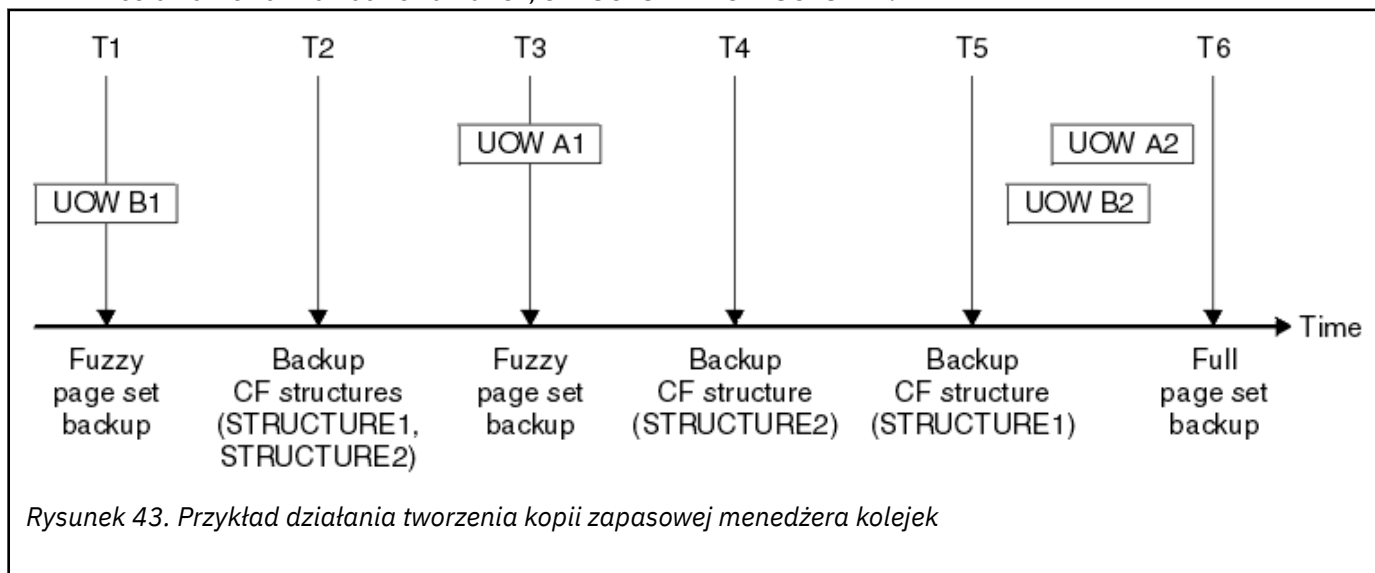 T1 T2 T3 T4 T5 T6
UOW A1 UOW A2
UOW B1 UOW B2
Time
Fuzzy Backup Fuzzy Backup Backup Full
page set CF structures page set CF structure CF structure page set
backup (STRUCTURE1, backup (STRUCTURE2) (STRUCTURE1) backup
STRUCTURE2)
Rysunek 43. Przykład działania tworzenia kopii zapasowej menedżera kolejek